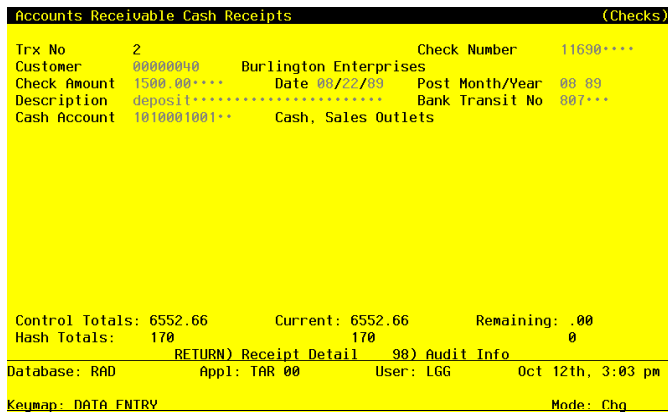 Accounts Receivable Cash Receipts (Checks)
Trx No 2 Check Number 11690····
Customer 00000040 Burlington Enterprises
Check Amount 1500.00···· Date 08/22/89 Post Month/Year 08 89
Description deposit······················· Bank Transit No 807···
Cash Account 1010001001·· Cash, Sales Outlets
Control Totals: 6552.66 Current: 6552.66 Remaining: .00
Hash Totals: 170 170 0
RETURN) Receipt Detail 98) Audit Info
Database: RAD Appl: TAR 00 User: LGG Oct 12th, 3:03 pm
Keymap: DATA ENTRY Mode: Chg